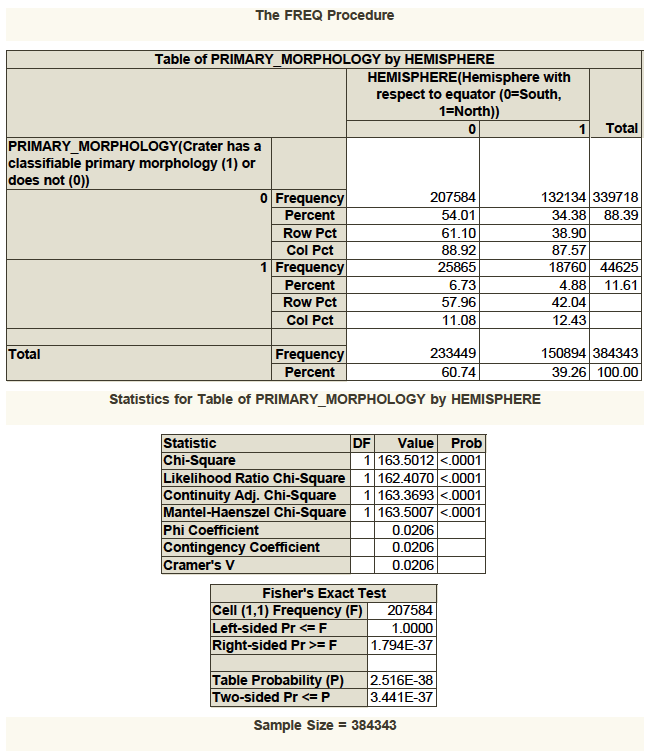 The FREQ Procedure
Table of PRIMARY_MORPHOLOGY by HEMISPHERE
HEMISPHERE(Hemisphere with
respect to equator (0=South,
1=North))
0 1 Total
PRIMARY_MORPHOLOGY(Crater has a
classifiable primary morphology (1) or
does not (0))
0 Frequency 207584 132134 339718
Percent 54.01 34.38 88.39
Row Pct 61.10 38.90
Col Pct 88.92 87.57
1 Frequency 25865 18760 44625
Percent 6.73 4.88 11.61
Row Pct 57.96 42.04
Col Pct 11.08 12.43
Total Frequency 233449 150894 384343
Percent 60.74 39.26 100.00
Statistics for Table of PRIMARY_MORPHOLOGY by HEMISPHERE
Statistic DF Value Prob
Chi-Square 1 163.5012 <.0001
Likelihood Ratio Chi-Square 1 162.4070 <.0001
Continuity Adj. Chi-Square 1 163.3693 <.0001
Mantel-Haenszel Chi-Square 1 163.5007 <.0001
Phi Coefficient 0.0206
Contingency Coefficient 0.0206
Cramer's V 0.0206
Fisher's Exact Test
Cell (1,1) Frequency (F) 207584
Left-sided Pr <= F 1.0000
Right-sided Pr >= F 1.794E-37
Table Probability (P) 2.516E-38
Two-sided Pr <= P 3.441E-37
Sample Size = 384343